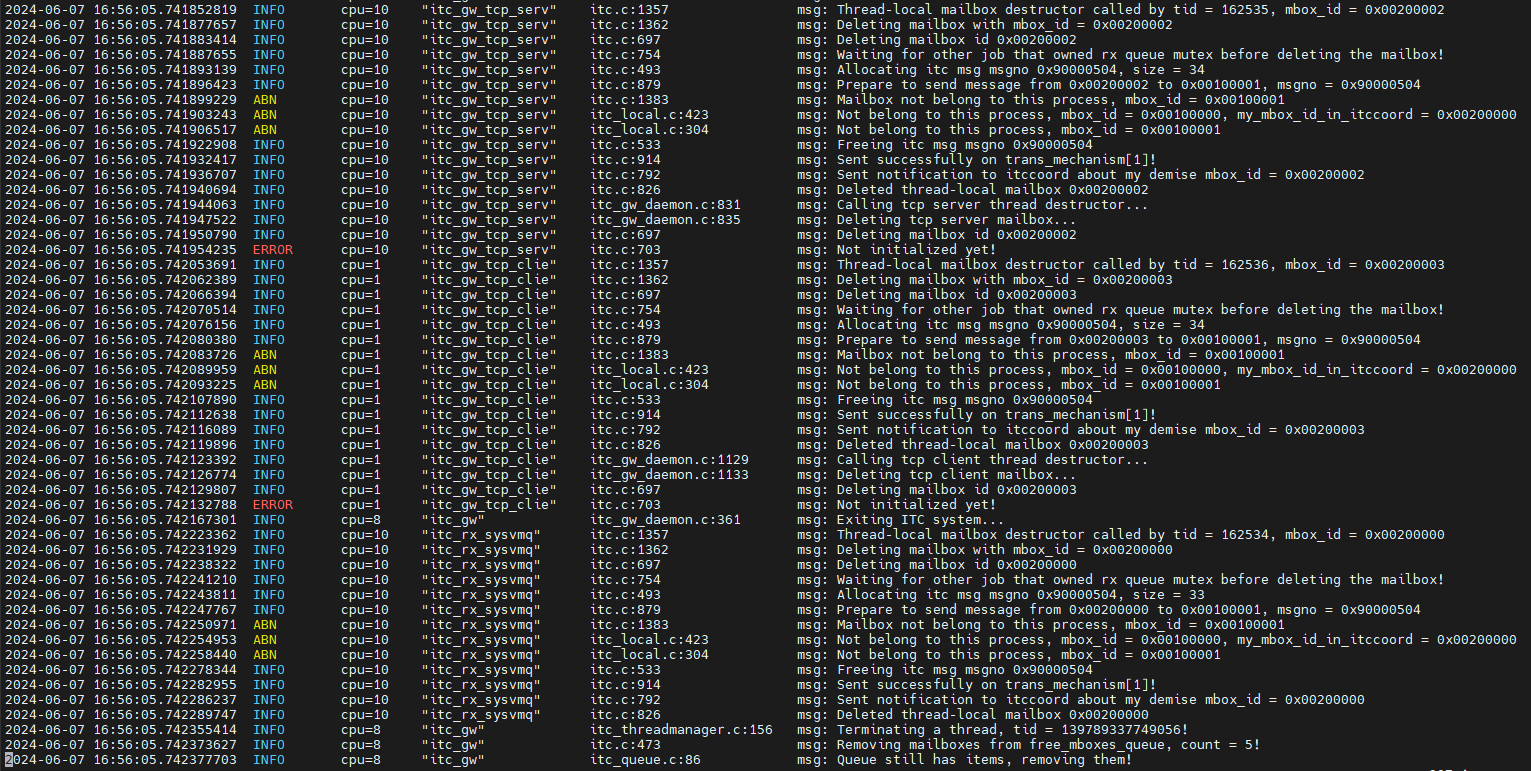 2024-06-07 16:56:05.741852819 INFO cpu=10 "itc_gw_tcp_serv" itc.c:1357 msg: Thread-local mailbox destructor called by tid = 162535, mbox_id = 0x00200002
2024-06-07 16:56:05.741877655 INFO cpu=10 "itc_gw_tcp_serv" itc.c:1362 msg: Deleting mailbox with mbox_id = 0x00200002
2024-06-07 16:56:05.741883414 INFO cpu=10 "itc_gw_tcp_serv" itc.c:697 msg: Deleting mailbox id 0x00200002
2024-06-07 16:56:05.741887655 INFO cpu=10 "itc_gw_tcp_serv" itc.c:754 msg: Waiting for other job that owned rx queue mutex before deleting the mailbox!
2024-06-07 16:56:05.741893139 INFO cpu=10 "itc_gw_tcp_serv" itc.c:493 msg: Allocating itc msg msgno 0x90000504, size = 34
2024-06-07 16:56:05.741896423 INFO cpu=10 "itc_gw_tcp_serv" itc.c:879 msg: Prepare to send message from 0x00200002 to 0x00100001, msgno = 0x90000504
2024-06-07 16:56:05.741899229 ABN cpu=10 "itc_gw_tcp_serv" itc.c:1383 msg: Mailbox not belong to this process, mbox_id = 0x00100001
2024-06-07 16:56:05.741903243 ABN cpu=10 "itc_gw_tcp_serv" itc_local.c:423 msg: Not belong to this process, mbox_id = 0x00100000, my_mbox_id_in_itccoord = 0x00200000
2024-06-07 16:56:05.741906517 ABN cpu=10 "itc_gw_tcp_serv" itc_local.c:304 msg: Not belong to this process, mbox_id = 0x00100001
2024-06-07 16:56:05.741922908 INFO cpu=10 "itc_gw_tcp_serv" itc.c:533 msg: Freeing itc msg msgno 0x90000504
2024-06-07 16:56:05.741932417 INFO cpu=10 "itc_gw_tcp_serv" itc.c:914 msg: Sent successfully on trans_mechanism[1]!
2024-06-07 16:56:05.741936707 INFO cpu=10 "itc_gw_tcp_serv" itc.c:792 msg: Sent notification to itccoord about my demise mbox_id = 0x00200002
2024-06-07 16:56:05.741940694 INFO cpu=10 "itc_gw_tcp_serv" itc.c:826 msg: Deleted thread-local mailbox 0x00200002
2024-06-07 16:56:05.741944063 INFO cpu=10 "itc_gw_tcp_serv" itc_gw_daemon.c:831 msg: Calling tcp server thread destructor...
2024-06-07 16:56:05.741947522 INFO cpu=10 "itc_gw_tcp_serv" itc_gw_daemon.c:835 msg: Deleting tcp server mailbox...
2024-06-07 16:56:05.741950790 INFO cpu=10 "itc_gw_tcp_serv" itc.c:697 msg: Deleting mailbox id 0x00200002
2024-06-07 16:56:05.741954235 ERROR cpu=10 "itc_gw_tcp_serv" itc.c:703 msg: Not initialized yet!
2024-06-07 16:56:05.742053691 INFO cpu=1 "itc_gw_tcp_clie" itc.c:1357 msg: Thread-local mailbox destructor called by tid = 162536, mbox_id = 0x00200003
2024-06-07 16:56:05.742062389 INFO cpu=1 "itc_gw_tcp_clie" itc.c:1362 msg: Deleting mailbox with mbox_id = 0x00200003
2024-06-07 16:56:05.742066394 INFO cpu=1 "itc_gw_tcp_clie" itc.c:697 msg: Deleting mailbox id 0x00200003
2024-06-07 16:56:05.742070514 INFO cpu=1 "itc_gw_tcp_clie" itc.c:754 msg: Waiting for other job that owned rx queue mutex before deleting the mailbox!
2024-06-07 16:56:05.742076156 INFO cpu=1 "itc_gw_tcp_clie" itc.c:493 msg: Allocating itc msg msgno 0x90000504, size = 34
2024-06-07 16:56:05.742080380 INFO cpu=1 "itc_gw_tcp_clie" itc.c:879 msg: Prepare to send message from 0x00200003 to 0x00100001, msgno = 0x90000504
2024-06-07 16:56:05.742083726 ABN cpu=1 "itc_gw_tcp_clie" itc.c:1383 msg: Mailbox not belong to this process, mbox_id = 0x00100001
2024-06-07 16:56:05.742089959 ABN cpu=1 "itc_gw_tcp_clie" itc_local.c:423 msg: Not belong to this process, mbox_id = 0x00100000, my_mbox_id_in_itccoord = 0x00200000
2024-06-07 16:56:05.742093225 ABN cpu=1 "itc_gw_tcp_clie" itc_local.c:304 msg: Not belong to this process, mbox_id = 0x00100001
2024-06-07 16:56:05.742107890 INFO cpu=1 "itc_gw_tcp_clie" itc.c:533 msg: Freeing itc msg msgno 0x90000504
2024-06-07 16:56:05.742112638 INFO cpu=1 "itc_gw_tcp_clie" itc.c:914 msg: Sent successfully on trans_mechanism[1]!
2024-06-07 16:56:05.742116089 INFO cpu=1 "itc_gw_tcp_clie" itc.c:792 msg: Sent notification to itccoord about my demise mbox_id = 0x00200003
2024-06-07 16:56:05.742119896 INFO cpu=1 "itc_gw_tcp_clie" itc.c:826 msg: Deleted thread-local mailbox 0x00200003
2024-06-07 16:56:05.742123392 INFO cpu=1 "itc_gw_tcp_clie" itc_gw_daemon.c:1129 msg: Calling tcp client thread destructor...
2024-06-07 16:56:05.742126774 INFO cpu=1 "itc_gw_tcp_clie" itc_gw_daemon.c:1133 msg: Deleting tcp client mailbox...
2024-06-07 16:56:05.742129807 INFO cpu=1 "itc_gw_tcp_clie" itc.c:697 msg: Deleting mailbox id 0x00200003
2024-06-07 16:56:05.742132788 ERROR cpu=1 "itc_gw_tcp_clie" itc.c:703 msg: Not initialized yet!
2024-06-07 16:56:05.742167301 INFO cpu=8 "itc_gw" itc_gw_daemon.c:361 msg: Exiting ITC system...
2024-06-07 16:56:05.742223362 INFO cpu=10 "itc_rx_sysvmq" itc.c:1357 msg: Thread-local mailbox destructor called by tid = 162534, mbox_id = 0x00200000
2024-06-07 16:56:05.742231929 INFO cpu=10 "itc_rx_sysvmq" itc.c:1362 msg: Deleting mailbox with mbox_id = 0x00200000
2024-06-07 16:56:05.742238322 INFO cpu=10 "itc_rx_sysvmq" itc.c:697 msg: Deleting mailbox id 0x00200000
2024-06-07 16:56:05.742241210 INFO cpu=10 "itc_rx_sysvmq" itc.c:754 msg: Waiting for other job that owned rx queue mutex before deleting the mailbox!
2024-06-07 16:56:05.742243811 INFO cpu=10 "itc_rx_sysvmq" itc.c:493 msg: Allocating itc msg msgno 0x90000504, size = 33
2024-06-07 16:56:05.742247767 INFO cpu=10 "itc_rx_sysvmq" itc.c:879 msg: Prepare to send message from 0x00200000 to 0x00100001, msgno = 0x90000504
2024-06-07 16:56:05.742250971 ABN cpu=10 "itc_rx_sysvmq" itc.c:1383 msg: Mailbox not belong to this process, mbox_id = 0x00100001
2024-06-07 16:56:05.742254953 ABN cpu=10 "itc_rx_sysvmq" itc_local.c:423 msg: Not belong to this process, mbox_id = 0x00100000, my_mbox_id_in_itccoord = 0x00200000
2024-06-07 16:56:05.742258440 ABN cpu=10 "itc_rx_sysvmq" itc_local.c:304 msg: Not belong to this process, mbox_id = 0x00100001
2024-06-07 16:56:05.742278344 INFO cpu=10 "itc_rx_sysvmq" itc.c:533 msg: Freeing itc msg msgno 0x90000504
2024-06-07 16:56:05.742282955 INFO cpu=10 "itc_rx_sysvmq" itc.c:914 msg: Sent successfully on trans_mechanism[1]!
2024-06-07 16:56:05.742286237 INFO cpu=10 "itc_rx_sysvmq" itc.c:792 msg: Sent notification to itccoord about my demise mbox_id = 0x00200000
2024-06-07 16:56:05.742289747 INFO cpu=10 "itc_rx_sysvmq" itc.c:826 msg: Deleted thread-local mailbox 0x00200000
2024-06-07 16:56:05.742355414 INFO cpu=8 "itc_gw" itc_threadmanager.c:156 msg: Terminating a thread, tid = 139789337749056!
2024-06-07 16:56:05.742373627 INFO cpu=8 "itc_gw" itc.c:473 msg: Removing mailboxes from free_mboxes_queue, count = 5!
2024-06-07 16:56:05.742377703 INFO cpu=8 "itc_gw" itc_queue.c:86 msg: Queue still has items, removing them!